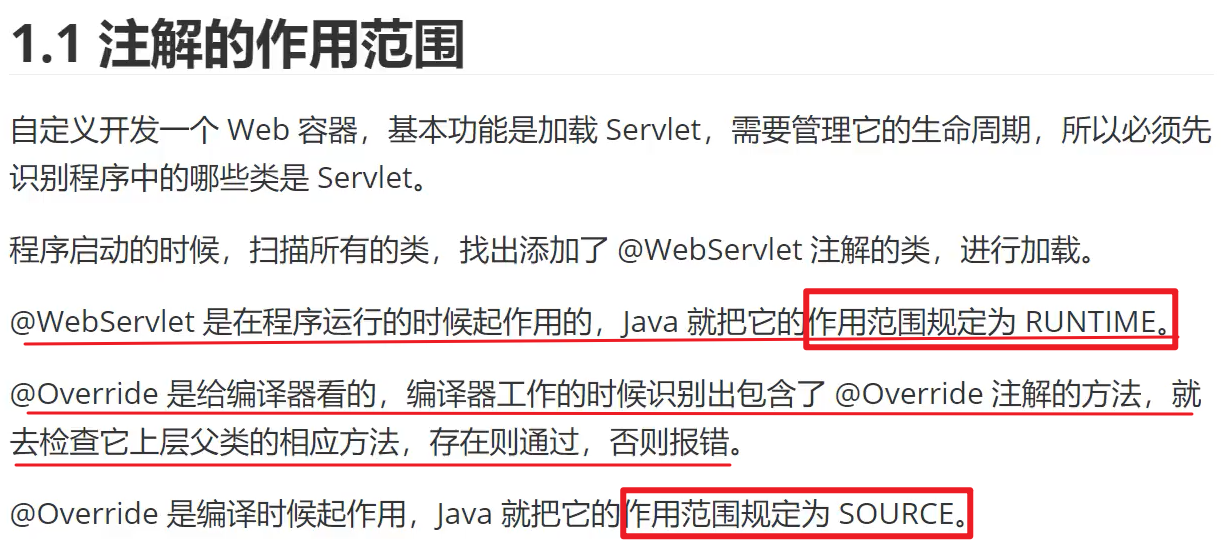 1.1 注解的作用范围
自定义开发一个 Web 容器，基本功能是加载 Servlet，需要管理它的生命周期，所以必须先
识别程序中的哪些类是 Servlet。
程序启动的时候，扫描所有的类，找出添加了 @WebServlet 注解的类，进行加载。
@WebServlet 是在程序运行的时候起作用的，Java 就把它的作用范围规定为 RUNTIME。
@Override 是给编译器看的，编译器工作的时候识别出包含了 @Override 注解的方法，就
去检查它上层父类的相应方法，存在则通过，否则报错。
@Override 是编译时候起作用，Java 就把它的作用范围规定为 SOURCE。